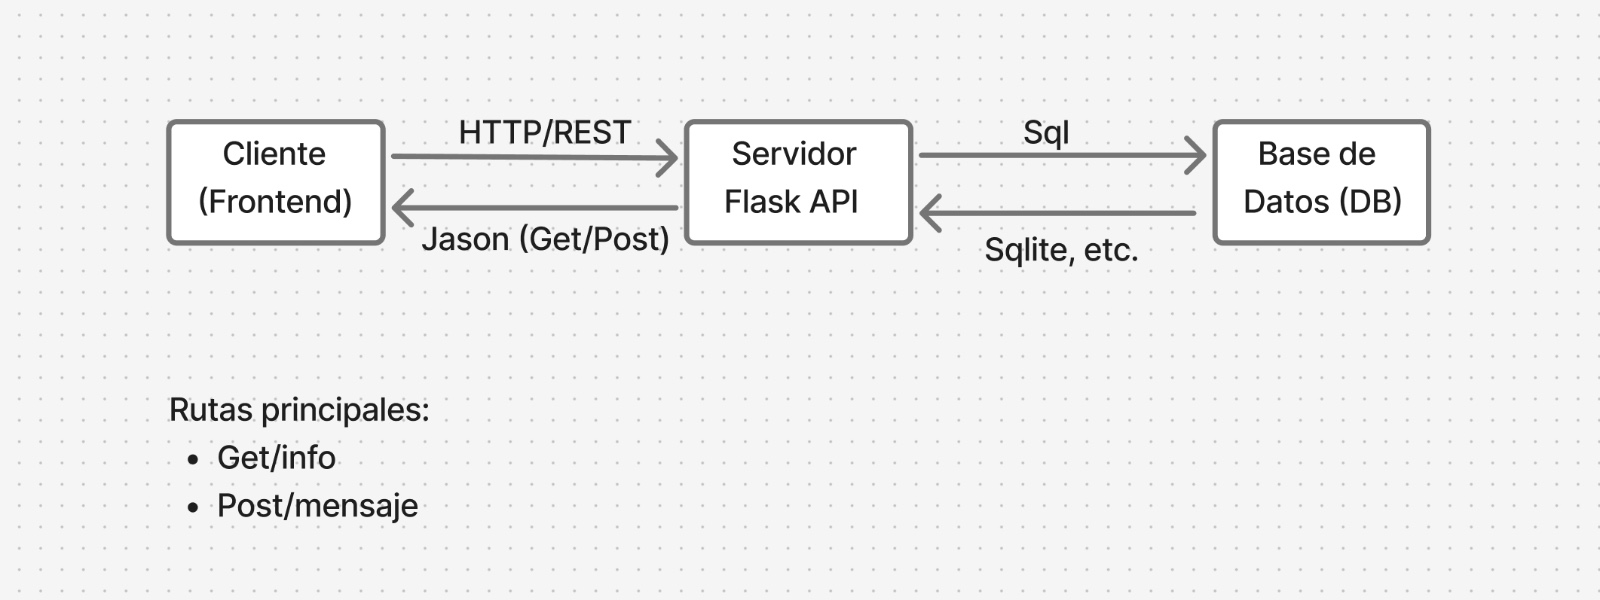 HTTP/REST
Sql
Cliente
(Frontend)
Servidor
Flask API
Base de
Datos (DB)
Jason (Get/Post)
Sqlite, etc.
Rutas principales:
• Get/info
• Post/mensaje